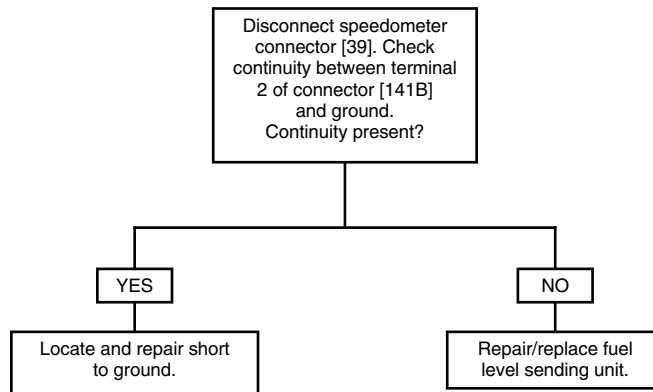 Disconnect speedometer
connector [39]. Check
continuity between terminal
2 of connector [141B]
and ground.
Continuity present?
YES
NO
Locate and repair short
to ground.
Repair/replace fuel
level sending unit.